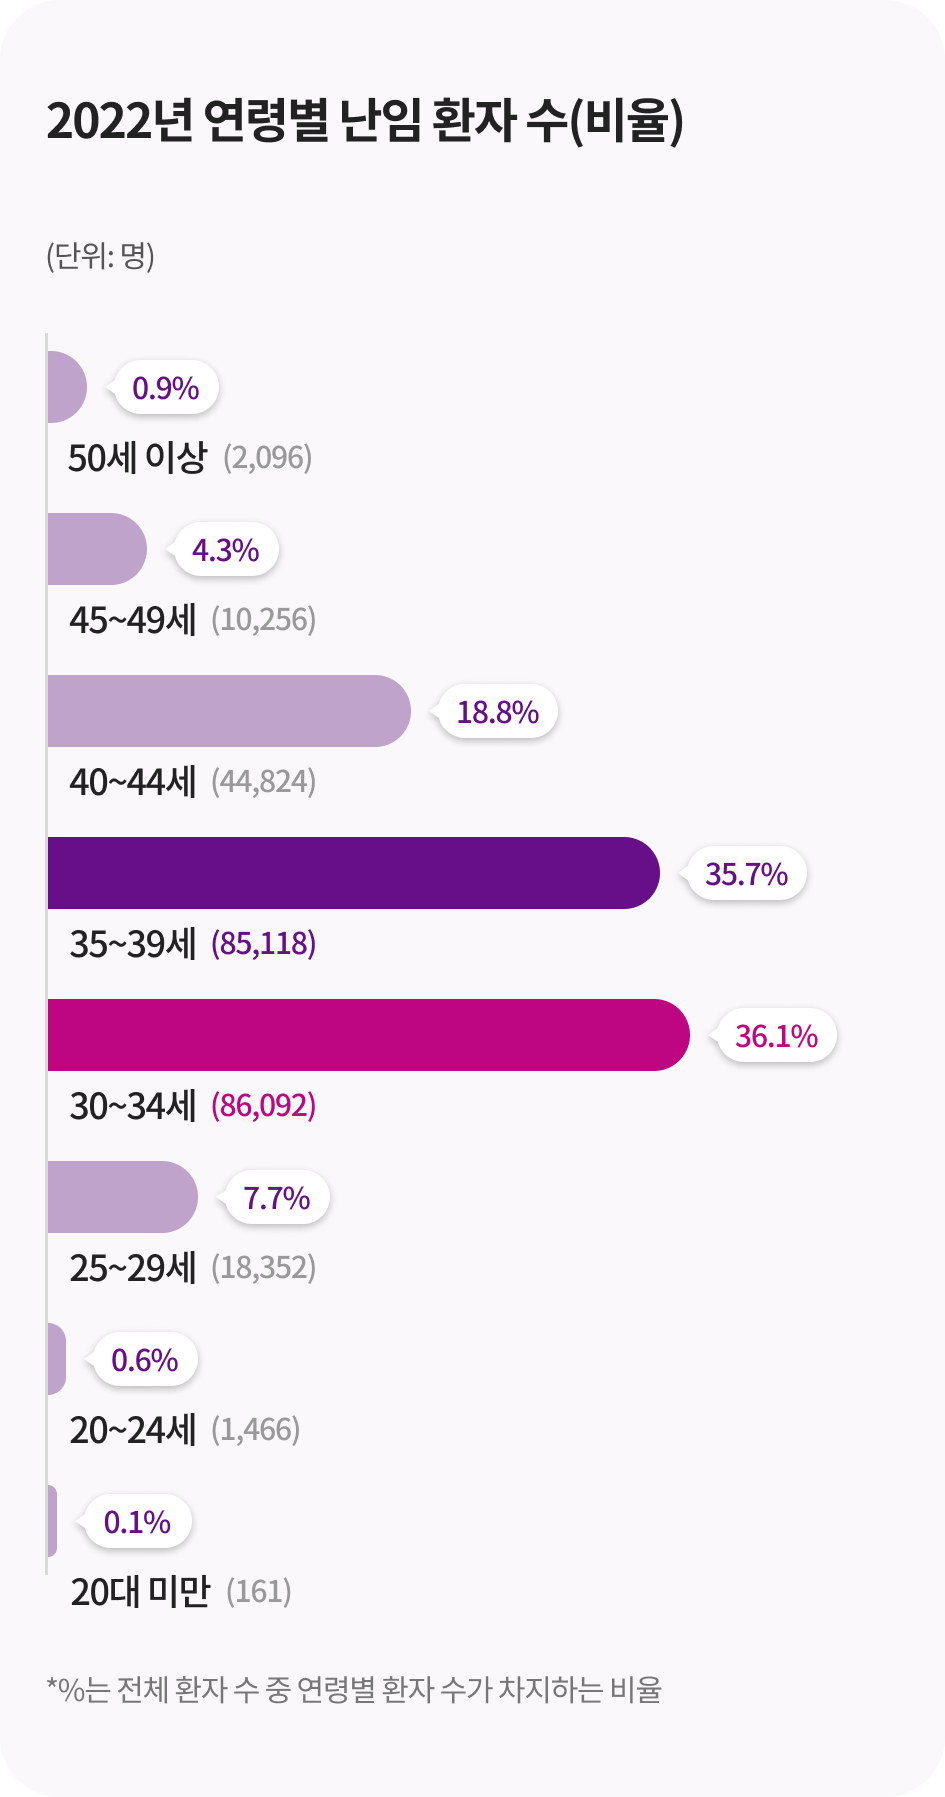 2022년 연령별 난임 환자 수(비율)
(단위: 명)
0.9%
50세 이상 (2,096)
4.3%
45~49세 (10,256)
18.8%
40~44세 (44,824)
35.7%
35~39세 (85,118)
36.1%
30~34세 (86,092)
7.7%
25~29세 (18,352)
0.6%
20~24세 (1,466)
0.1%
20대 미만 (161)
*%는 전체 환자 수 중 연령별 환자 수가 차지하는 비율